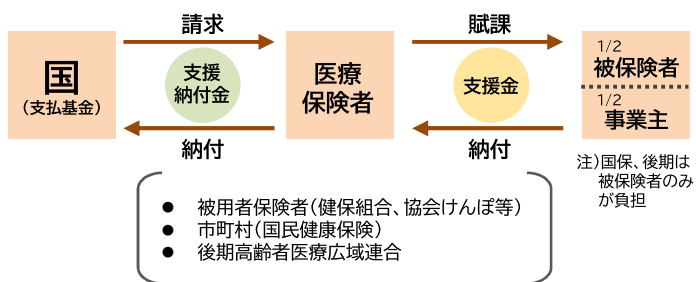 請求
賦課
国
（支払基金）
支援
納付金
医療
保険者
支援金
1/2
被保険者
1/2
事業主
納付
納付
注）国保、後期は
被保険者のみ
が負担
● 被用者保険者（健保組合、協会けんぽ等）
● 市町村（国民健康保険）
● 後期高齢者医療広域連合